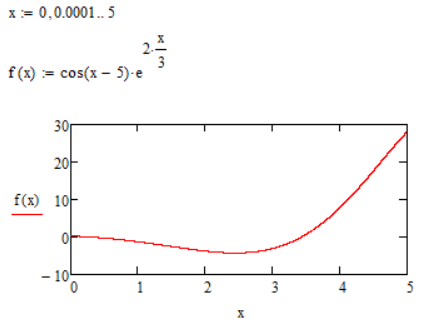 x := 0, 0.0001 .. 5
f(x) := cos(x − 5)·e^(2·x/3)
30
20
f(x) 10
0
−10
0 1 2 3 4 5
x